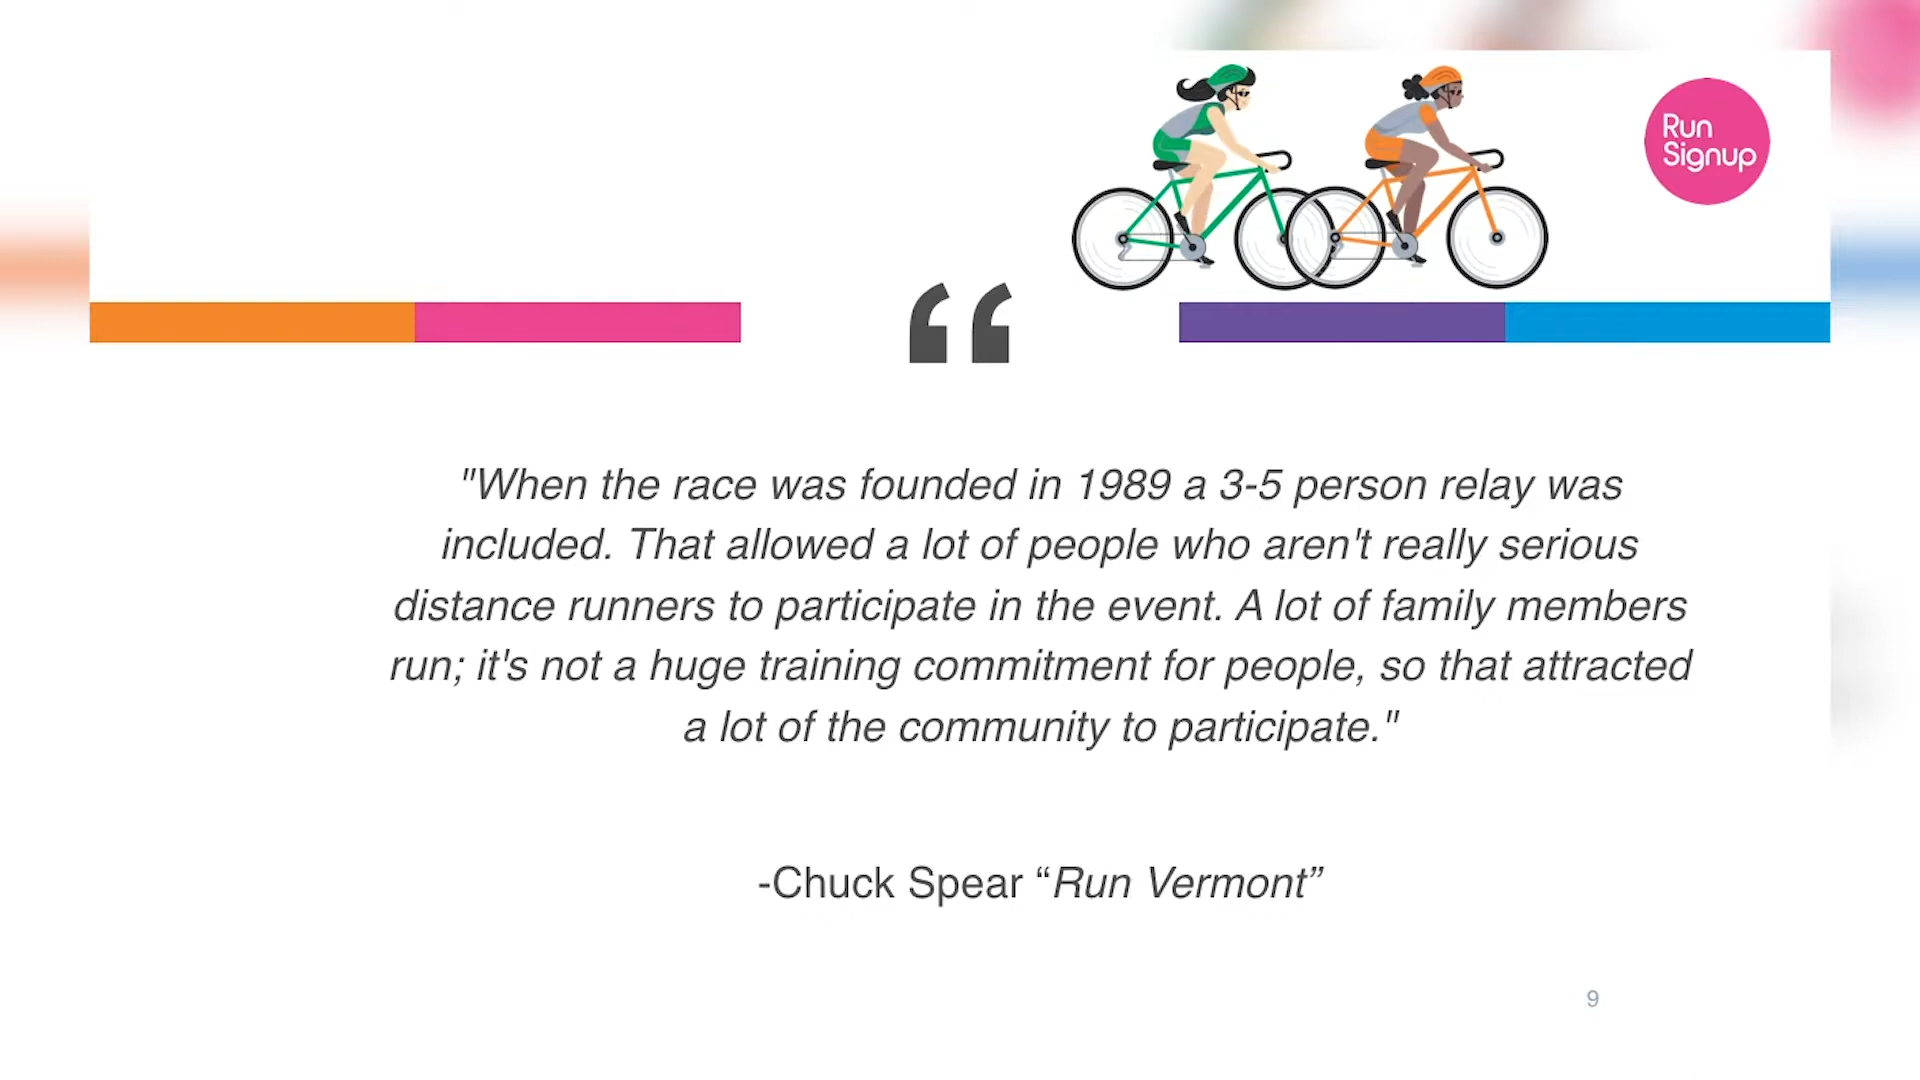 Run
Signup
“
"When the race was founded in 1989 a 3-5 person relay was
included. That allowed a lot of people who aren't really serious
distance runners to participate in the event. A lot of family members
run; it's not a huge training commitment for people, so that attracted
a lot of the community to participate."
-Chuck Spear “Run Vermont”
9